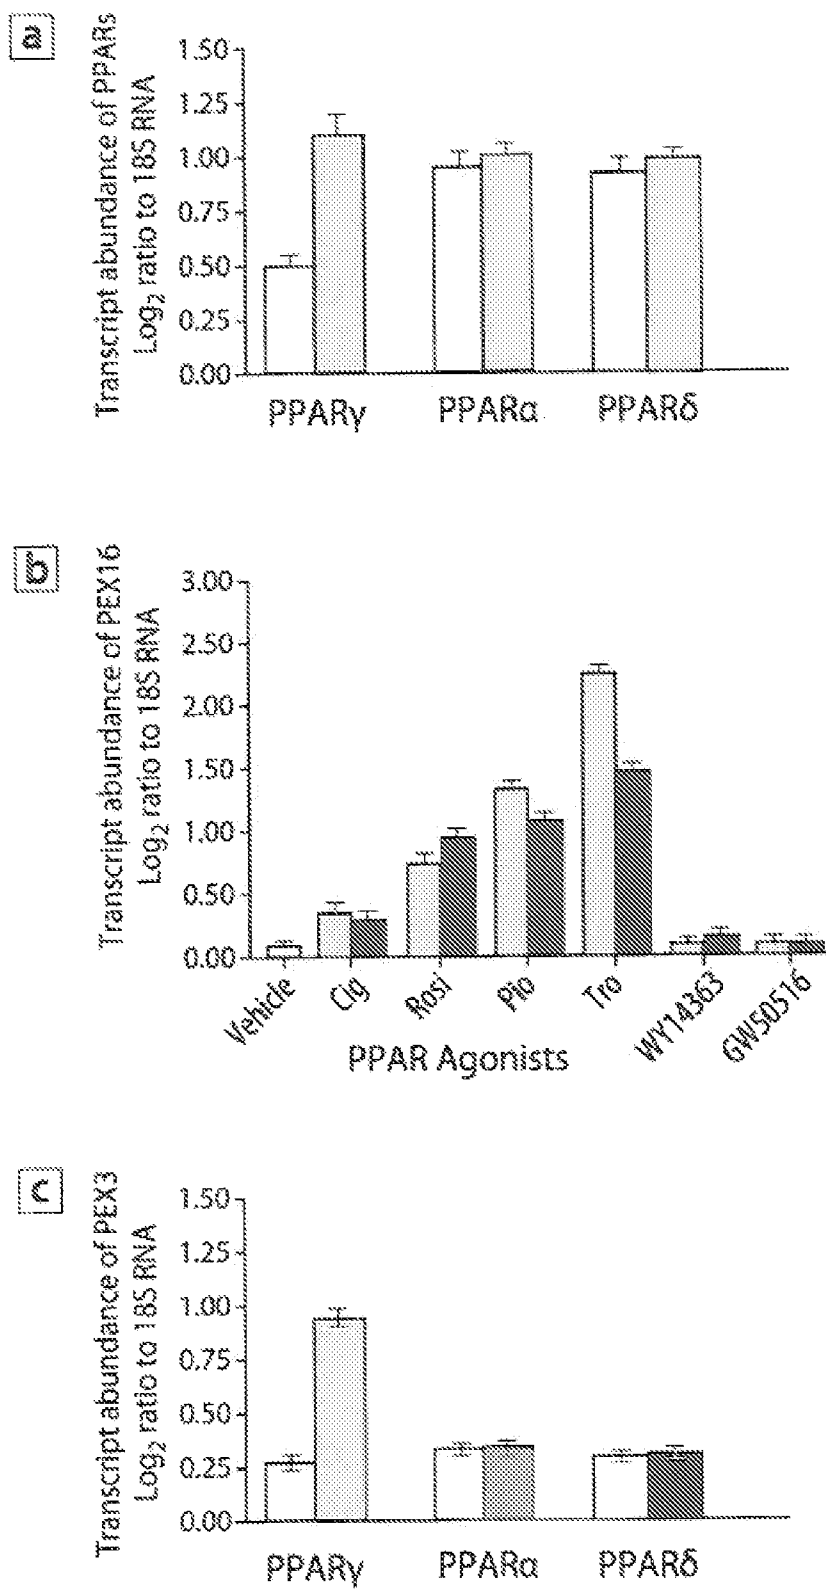 a
Transcript abundance of PPARs
Log₂ ratio to 18S RNA
1.50
1.25
1.00
0.75
0.50
0.25
0.00
PPARγ PPARα PPARδ
b
Transcript abundance of PEX16
Log₂ ratio to 18S RNA
3.00
2.50
2.00
1.50
1.00
0.50
0.00
Vehicle Cig Rosi Pio Tro WY14363 GW50516
PPAR Agonists
c
Transcript abundance of PEX3
Log₂ ratio to 18S RNA
1.50
1.25
1.00
0.75
0.50
0.25
0.00
PPARγ PPARα PPARδ